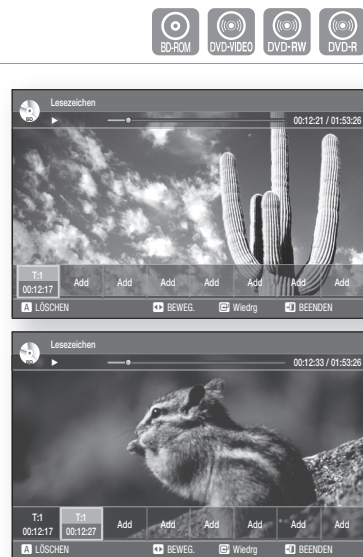 BD-ROM DVD-VIDEO DVD-RW DVD-R
Lesezeichen
BD
00:12:21 / 01:53:26
T:1
00:12:17 Add Add Add Add Add Add
A LÖSCHEN BEWEG. Wiedrg BEENDEN
Lesezeichen
BD
00:12:33 / 01:53:26
T:1 T:1
00:12:17 00:12:27 Add Add Add Add Add
A LÖSCHEN BEWEG. Wiedrg BEENDEN